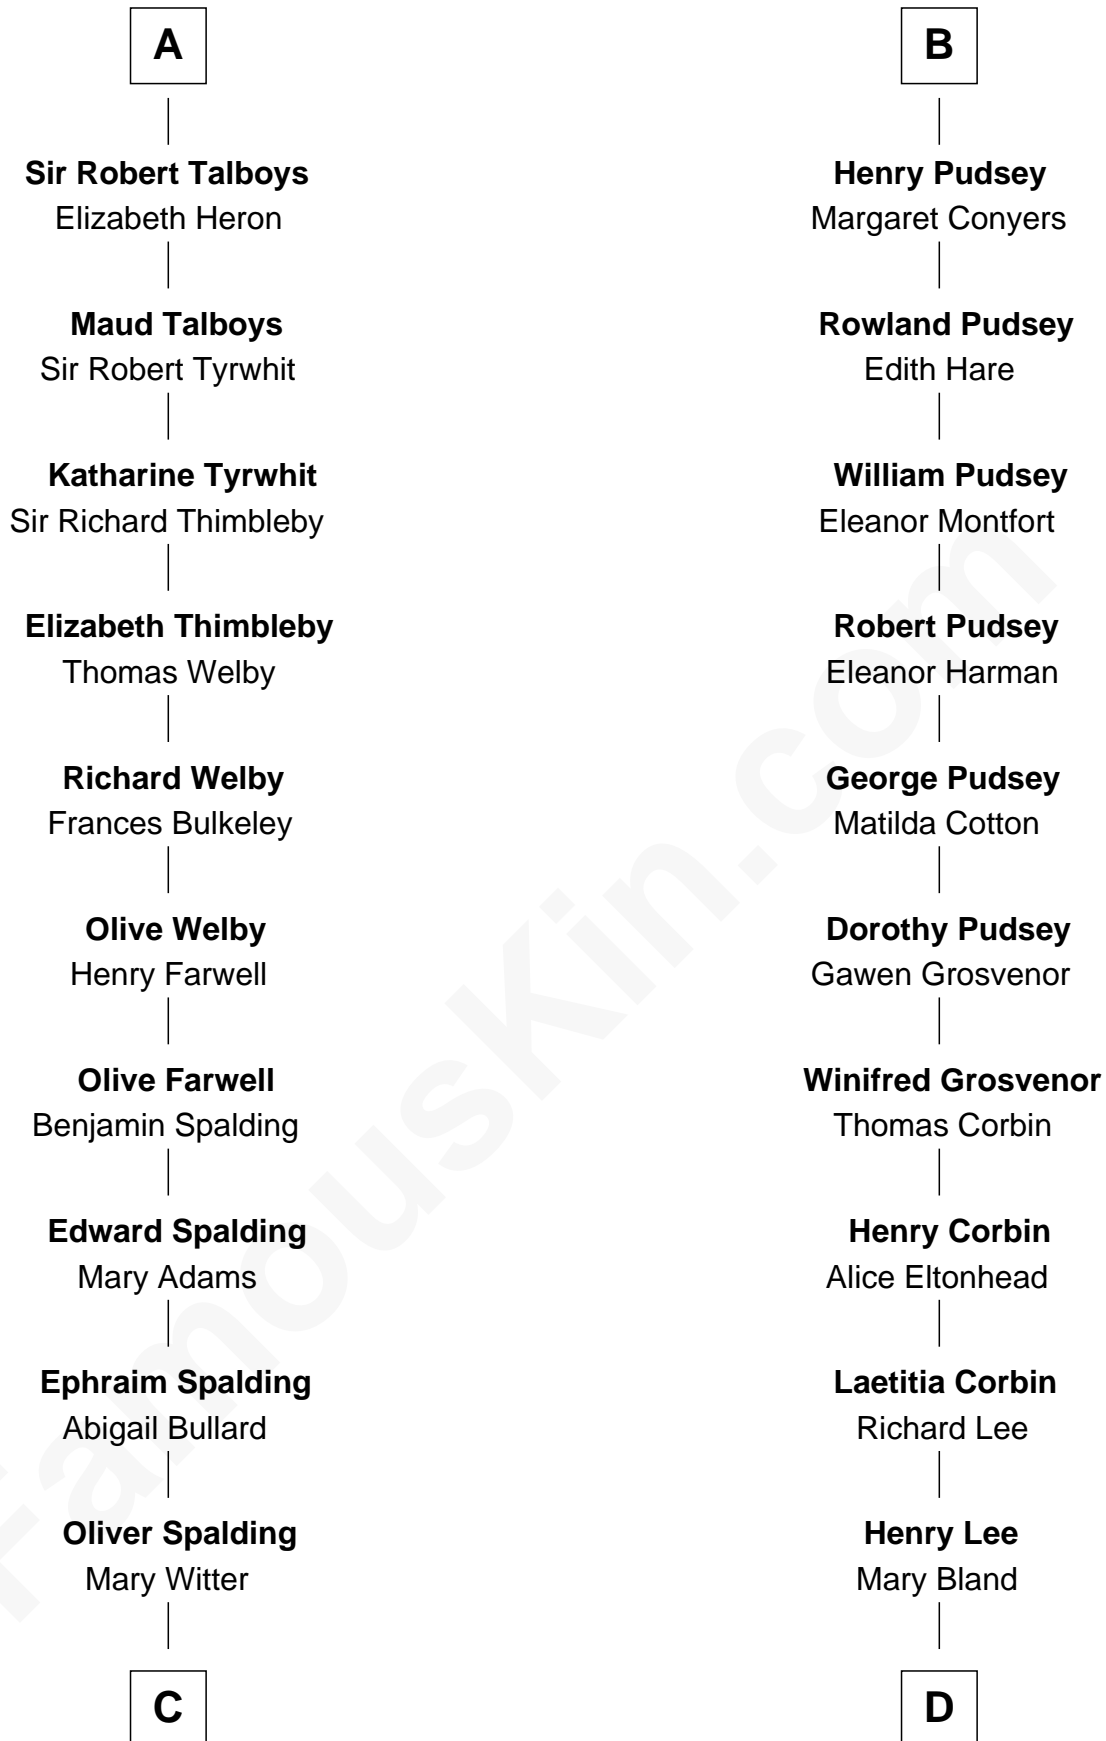 A
Sir Robert Talboys
Elizabeth Heron
Maud Talboys
Sir Robert Tyrwhit
Katharine Tyrwhit
Sir Richard Thimbleby
Elizabeth Thimbleby
Thomas Welby
Richard Welby
Frances Bulkeley
Olive Welby
Henry Farwell
Olive Farwell
Benjamin Spalding
Edward Spalding
Mary Adams
Ephraim Spalding
Abigail Bullard
Oliver Spalding
Mary Witter
C
B
Henry Pudsey
Margaret Conyers
Rowland Pudsey
Edith Hare
William Pudsey
Eleanor Montfort
Robert Pudsey
Eleanor Harman
George Pudsey
Matilda Cotton
Dorothy Pudsey
Gawen Grosvenor
Winifred Grosvenor
Thomas Corbin
Henry Corbin
Alice Eltonhead
Laetitia Corbin
Richard Lee
Henry Lee
Mary Bland
D
FamousKin.com